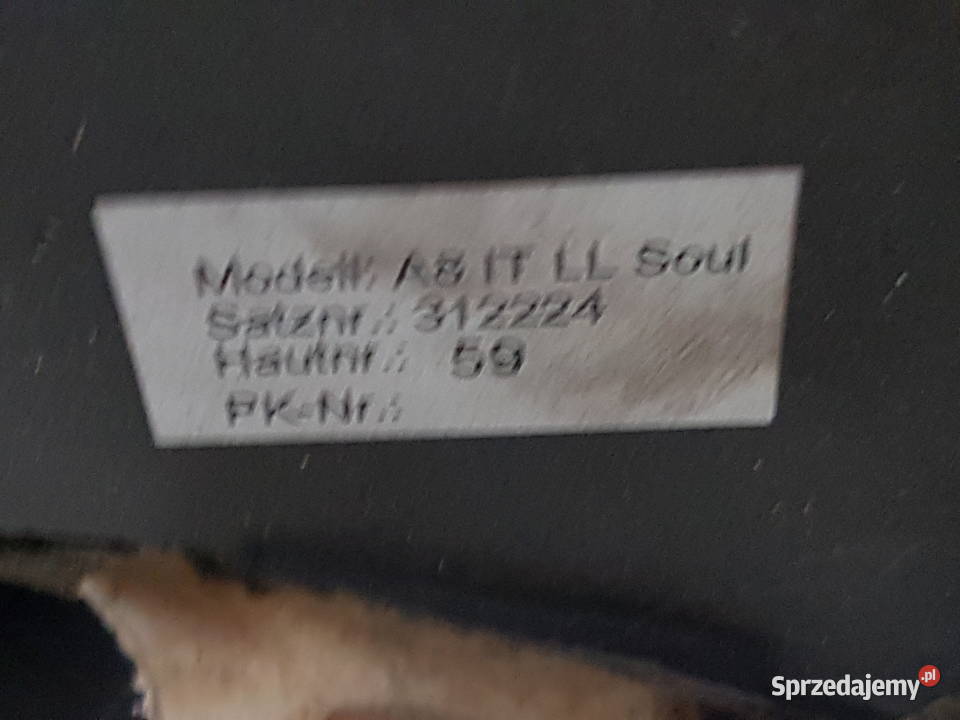 Modell: A8 IT LL Soul
Satznr.: 312224
Hautnr.: 59
PK-Nr.:
Sprzedajemy.pl